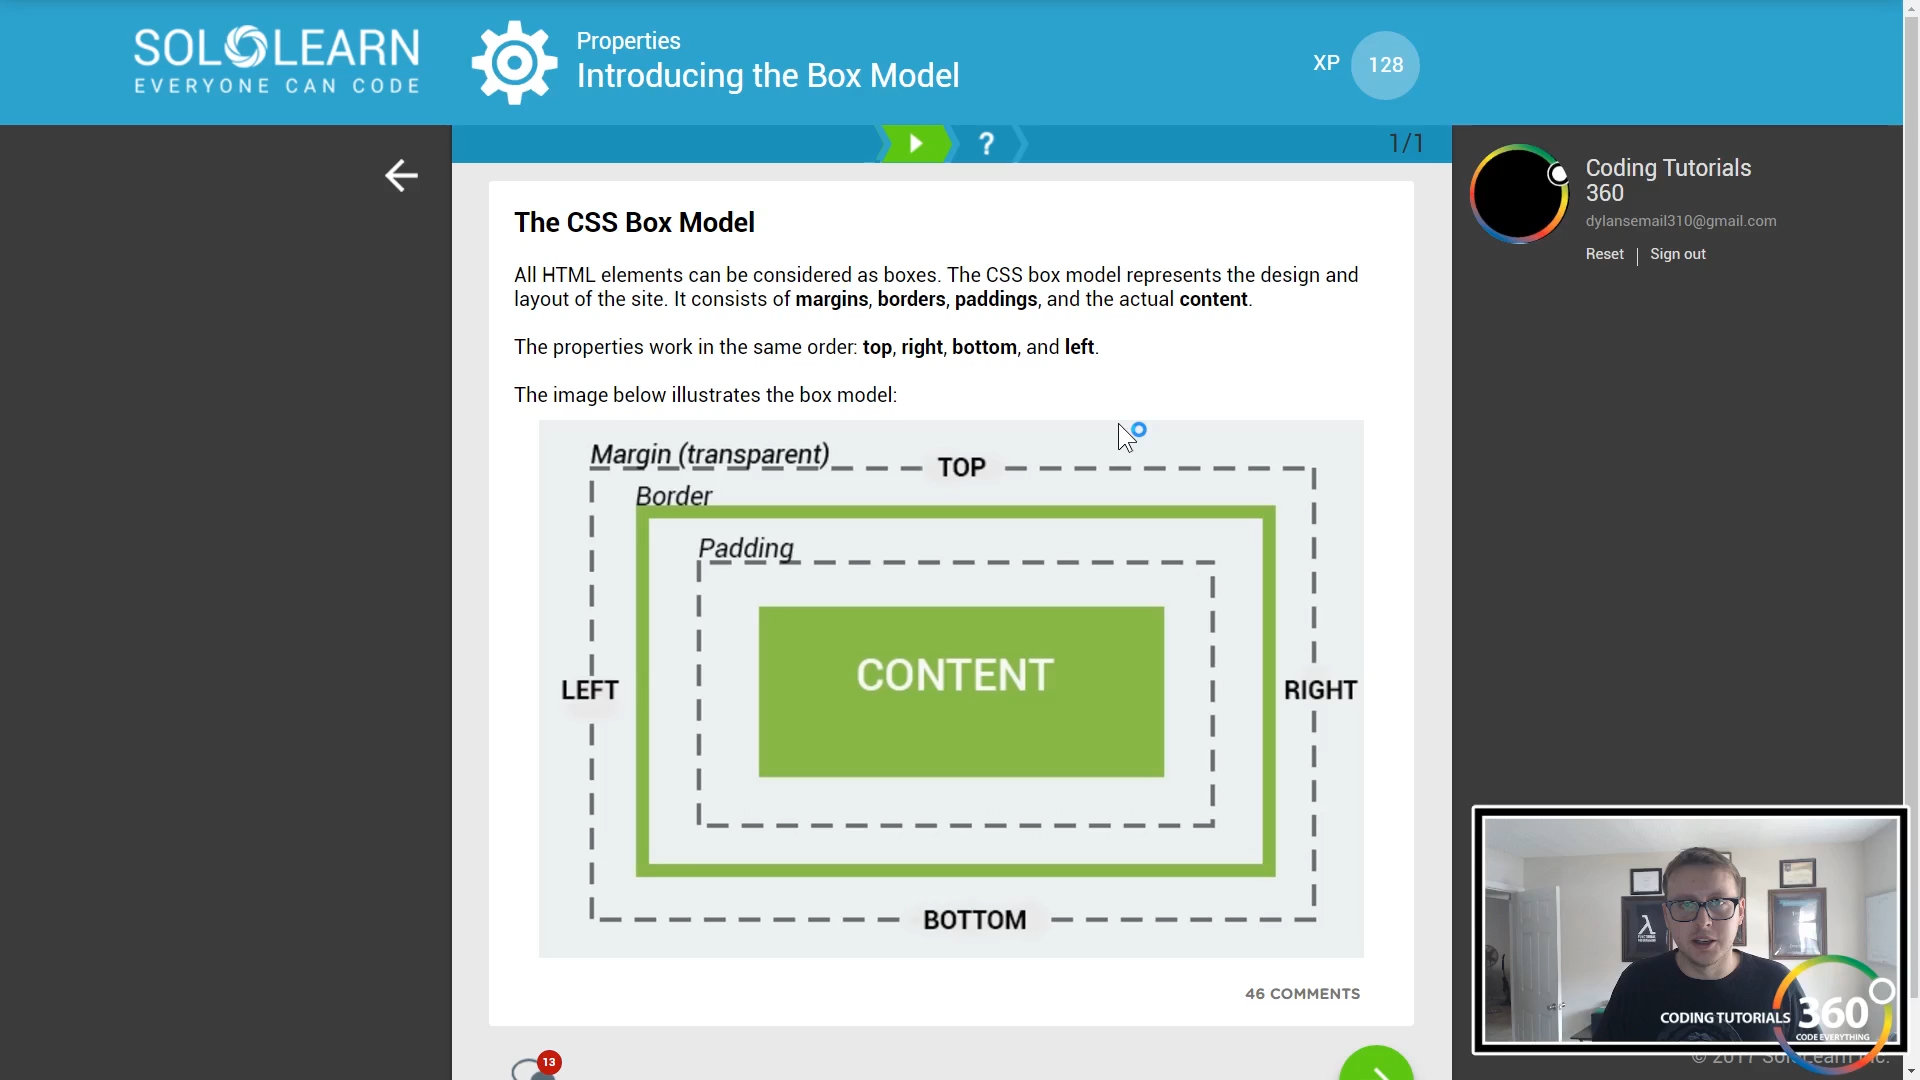 SOLOLEARN
EVERYONE CAN CODE
Properties
Introducing the Box Model
XP 128
?
1/1
Coding Tutorials
360
dylansemail310@gmail.com
Reset | Sign out
The CSS Box Model
All HTML elements can be considered as boxes. The CSS box model represents the design and
layout of the site. It consists of margins, borders, paddings, and the actual content.
The properties work in the same order: top, right, bottom, and left.
The image below illustrates the box model:
Margin (transparent)
TOP
Border
Padding
CONTENT
LEFT
RIGHT
BOTTOM
46 COMMENTS
13
CODING TUTORIALS 360
CODE EVERYTHING
© 2017 SoloLearn Inc.